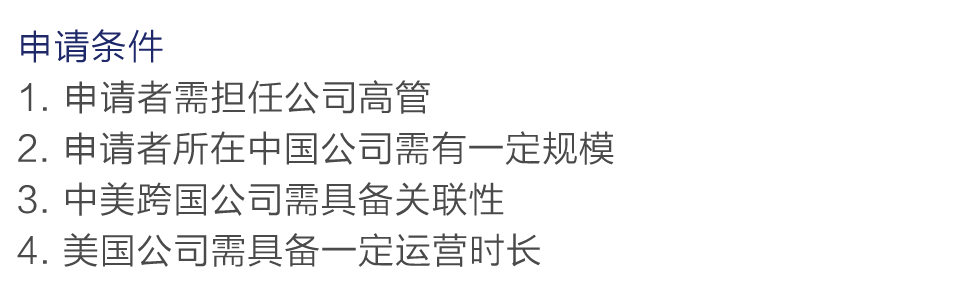 申请条件
1. 申请者需担任公司高管
2. 申请者所在中国公司需有一定规模
3. 中美跨国公司需具备关联性
4. 美国公司需具备一定运营时长